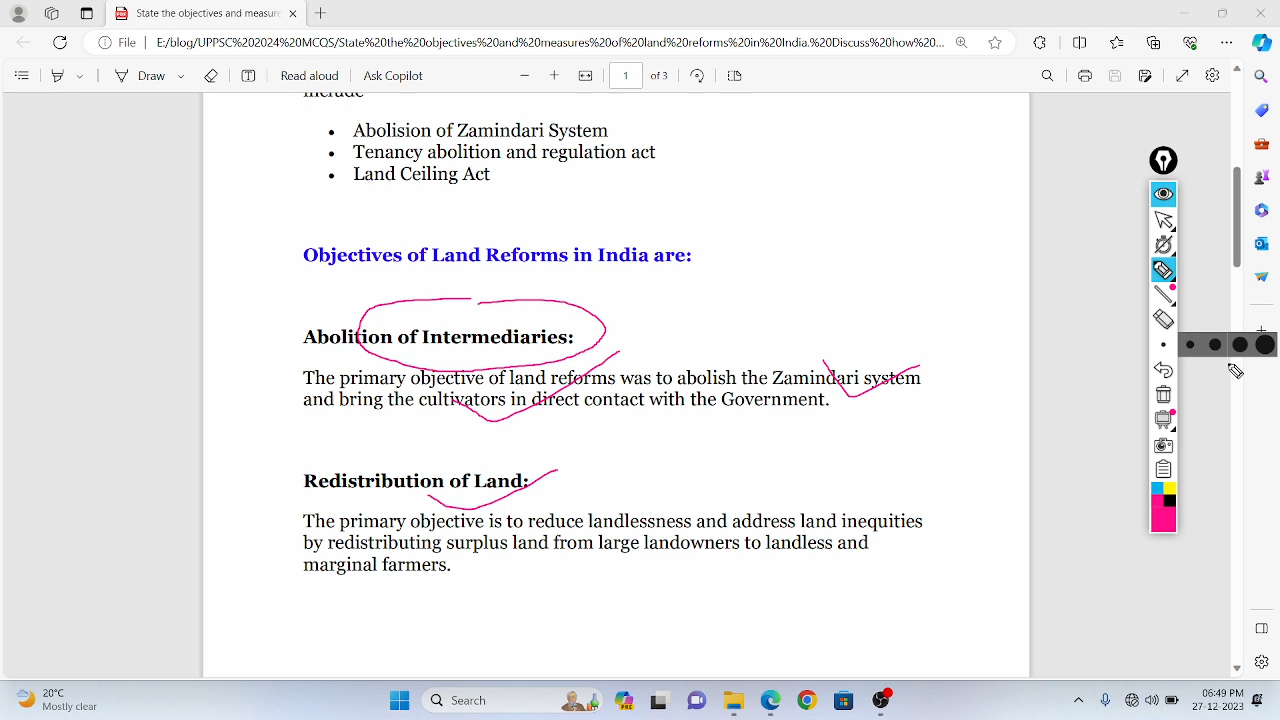 State the objectives and measure
File
E:/blog/UPPSC%202024%20MCQS/State%20the%20objectives%20and%20measures%20of%20land%20reforms%20in%20India.%20Discuss%20how%20...
Draw
Read aloud
Ask Copilot
1 of 3
include
• Abolision of Zamindari System
• Tenancy abolition and regulation act
• Land Ceiling Act
Objectives of Land Reforms in India are:
Abolition of Intermediaries:
The primary objective of land reforms was to abolish the Zamindari system
and bring the cultivators in direct contact with the Government.
Redistribution of Land:
The primary objective is to reduce landlessness and address land inequities
by redistributing surplus land from large landowners to landless and
marginal farmers.
20°C
Mostly clear
Search
PRE
06:49 PM
27-12-2023